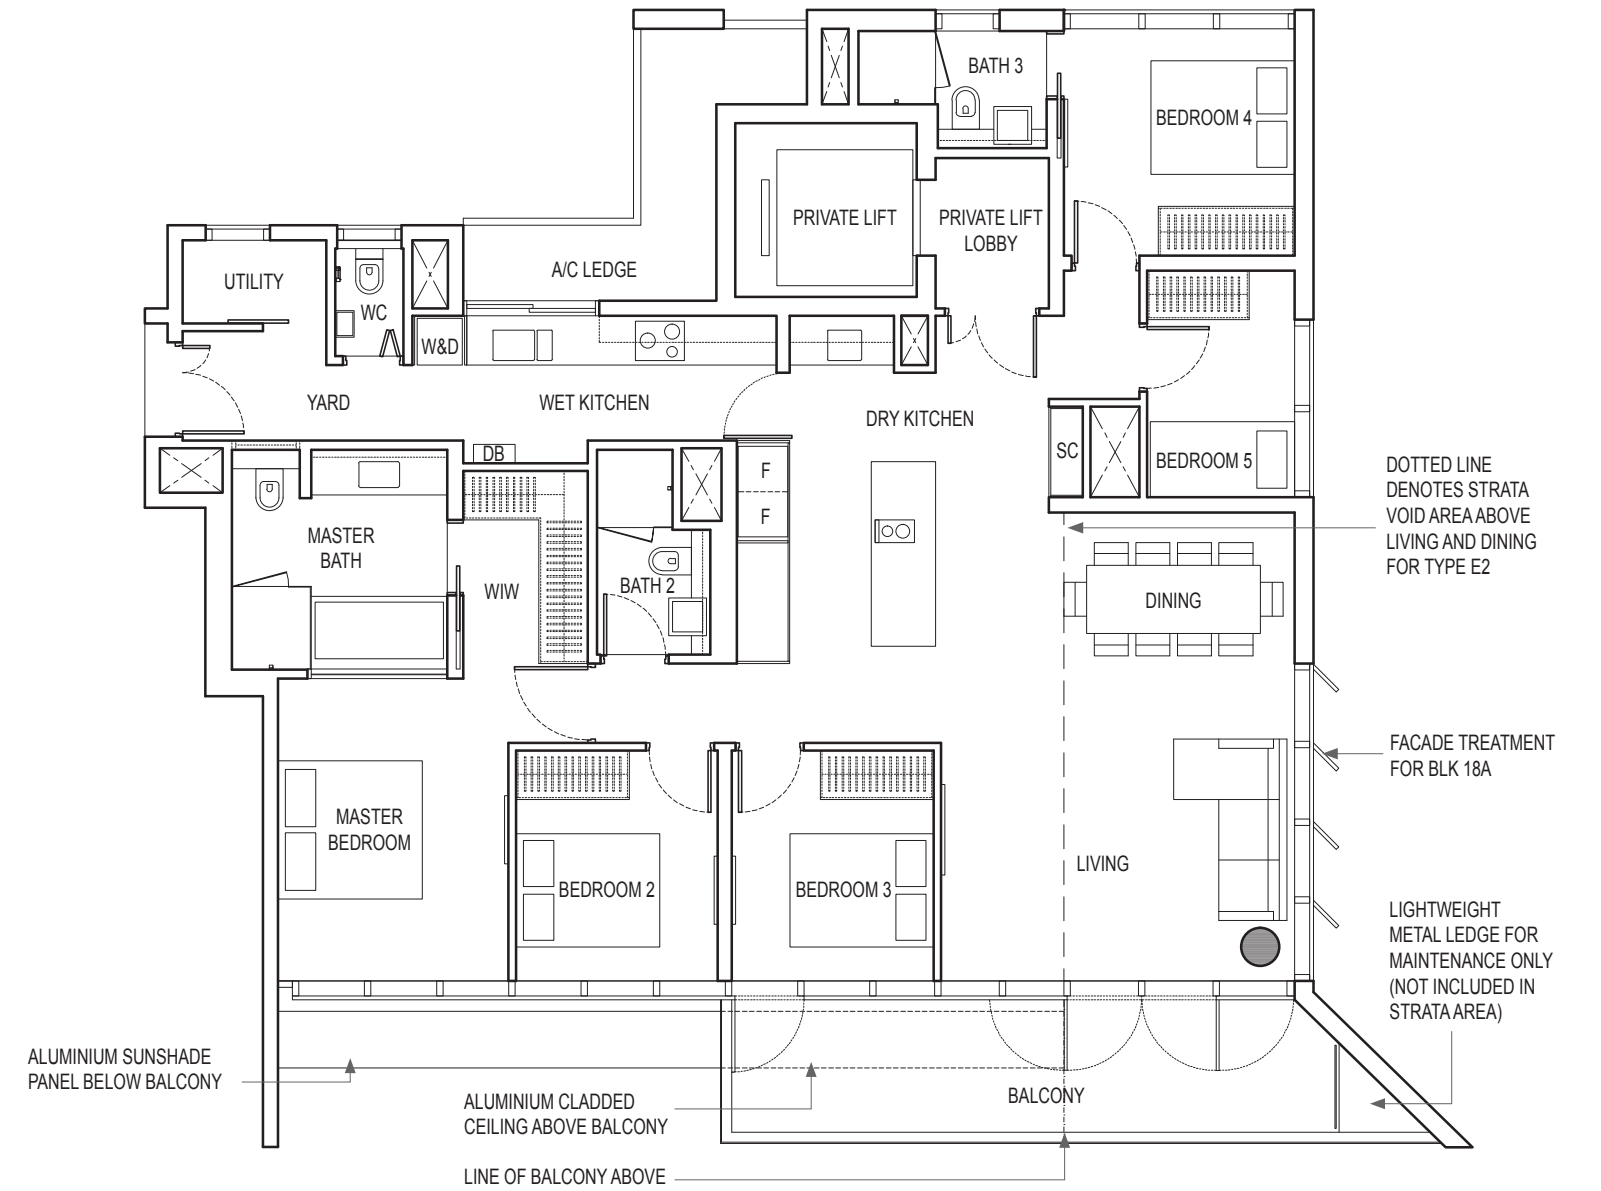 BATH 3
BEDROOM 4
PRIVATE LIFT
PRIVATE LIFT
LOBBY
A/C LEDGE
UTILITY
WC
W&D
YARD
WET KITCHEN
DRY KITCHEN
DB
F
F
SC
BEDROOM 5
MASTER
BATH
WIW
BATH 2
DINING
DOTTED LINE
DENOTES STRATA
VOID AREA ABOVE
LIVING AND DINING
FOR TYPE E2
FACADE TREATMENT
FOR BLK 18A
MASTER
BEDROOM
BEDROOM 2
BEDROOM 3
LIVING
LIGHTWEIGHT
METAL LEDGE FOR
MAINTENANCE ONLY
(NOT INCLUDED IN
STRATA AREA)
ALUMINIUM SUNSHADE
PANEL BELOW BALCONY
ALUMINIUM CLADDED
CEILING ABOVE BALCONY
BALCONY
LINE OF BALCONY ABOVE